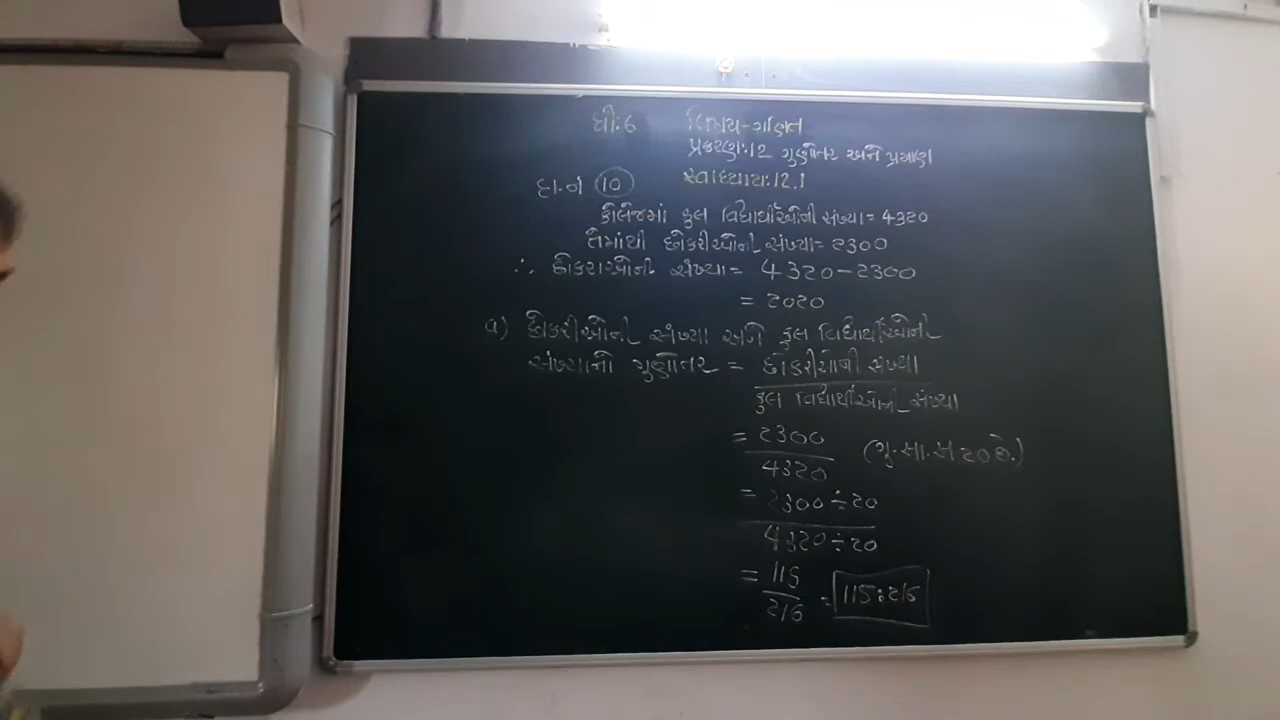 ધો:6 વિષય-ગણિત
પ્રકરણ:12 ગુણોત્તર અને પ્રમાણ
દા.નં 10 સ્વાધ્યાય:12.1
કોલેજમાં કુલ વિદ્યાર્થીઓની સંખ્યા = 4320
તેમાંથી છોકરીઓની સંખ્યા= 2300
∴ છોકરાઓની સંખ્યા = 4320-2300
= 2020
a) છોકરીઓની સંખ્યા અને કુલ વિદ્યાર્થીઓની
સંખ્યાનો ગુણોતર = છોકરીઓની સંખ્યા
કુલ વિદ્યાર્થીઓની સંખ્યા
= 2300
4320 (ગુ.સા.અ 20 છે.)
= 2300 ÷ 20
4320 ÷ 20
= 115
216 = 115:216